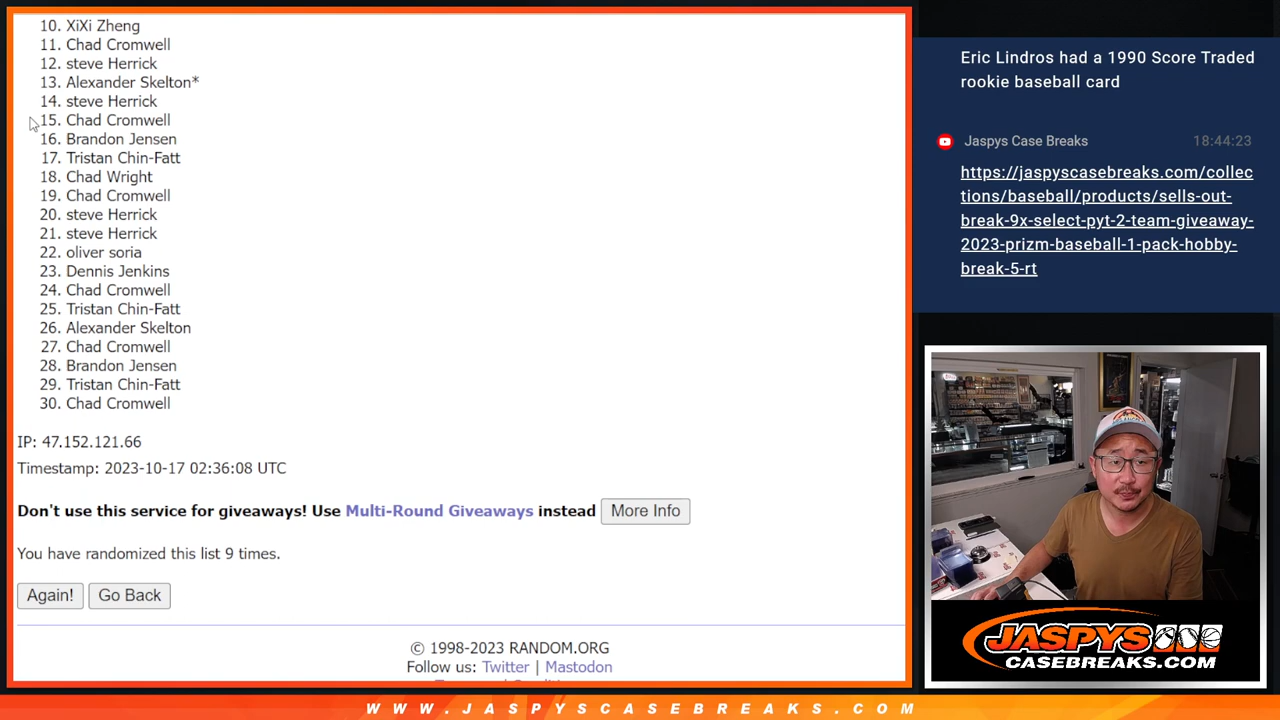 10. XiXi Zheng
11. Chad Cromwell
12. steve Herrick
13. Alexander Skelton*
14. steve Herrick
15. Chad Cromwell
16. Brandon Jensen
17. Tristan Chin-Fatt
18. Chad Wright
19. Chad Cromwell
20. steve Herrick
21. steve Herrick
22. oliver soria
23. Dennis Jenkins
24. Chad Cromwell
25. Tristan Chin-Fatt
26. Alexander Skelton
27. Chad Cromwell
28. Brandon Jensen
29. Tristan Chin-Fatt
30. Chad Cromwell
IP: 47.152.121.66
Timestamp: 2023-10-17 02:36:08 UTC
Don't use this service for giveaways! Use Multi-Round Giveaways instead More Info
You have randomized this list 9 times.
Again! Go Back
© 1998-2023 RANDOM.ORG
Follow us: Twitter | Mastodon
Eric Lindros had a 1990 Score Traded
rookie baseball card
Jaspys Case Breaks 18:44:23
https://jaspyscasebreaks.com/collec
tions/baseball/products/sells-out-
break-9x-select-pyt-2-team-giveaway-
2023-prizm-baseball-1-pack-hobby-
break-5-rt
JASPYS
CASEBREAKS.COM
WWW.JASPYSCASEBREAKS.COM